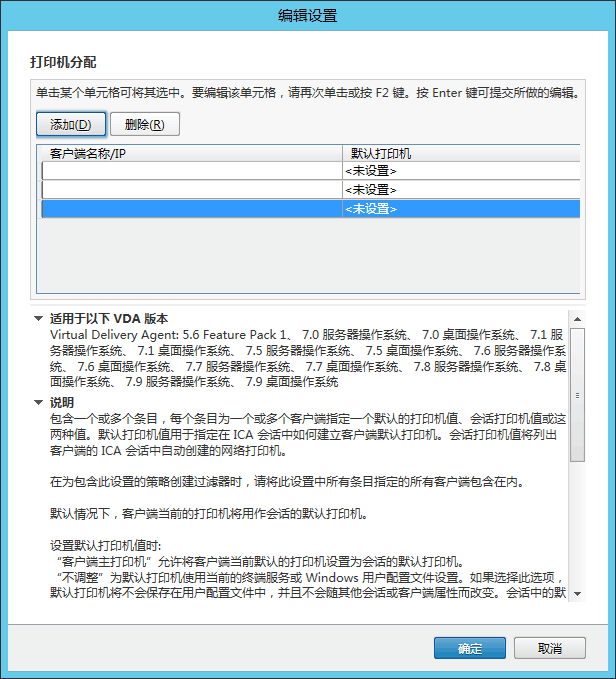 编辑设置
打印机分配
单击某个单元格可将其选中。要编辑该单元格，请再次单击或按 F2 键。按 Enter 键可提交所做的编辑。
添加(D) 删除(R)
客户端名称/IP 默认打印机
<未设置>
<未设置>
<未设置>
适用于以下 VDA 版本
Virtual Delivery Agent: 5.6 Feature Pack 1、 7.0 服务器操作系统、 7.0 桌面操作系统、 7.1 服
务器操作系统、 7.1 桌面操作系统、 7.5 服务器操作系统、 7.5 桌面操作系统、 7.6 服务器操作系
统、 7.6 桌面操作系统、 7.7 服务器操作系统、 7.7 桌面操作系统、 7.8 服务器操作系统、 7.8 桌
面操作系统、 7.9 服务器操作系统、 7.9 桌面操作系统
说明
包含一个或多个条目，每个条目为一个或多个客户端指定一个默认的打印机值、会话打印机值或这
两种值。默认打印机值用于指定在 ICA 会话中如何建立客户端默认打印机。会话打印机值将列出
客户端的 ICA 会话中自动创建的网络打印机。
在为包含此设置的策略创建过滤器时，请将此设置中所有条目指定的所有客户端包含在内。
默认情况下，客户端当前的打印机将用作会话的默认打印机。
设置默认打印机值时:
“客户端主打印机”允许将客户端当前默认的打印机设置为会话的默认打印机。
“不调整”为默认打印机使用当前的终端服务或 Windows 用户配置文件设置。如果选择此选项，
默认打印机将不会保存在用户配置文件中，并且不会随其他会话或客户端属性而改变。会话中的默
确定 取消